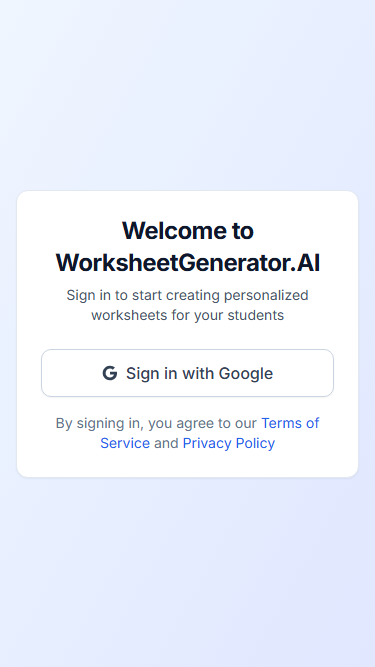 Welcome to
WorksheetGenerator.AI
Sign in to start creating personalized
worksheets for your students
Sign in with Google
By signing in, you agree to our Terms of
Service and Privacy Policy